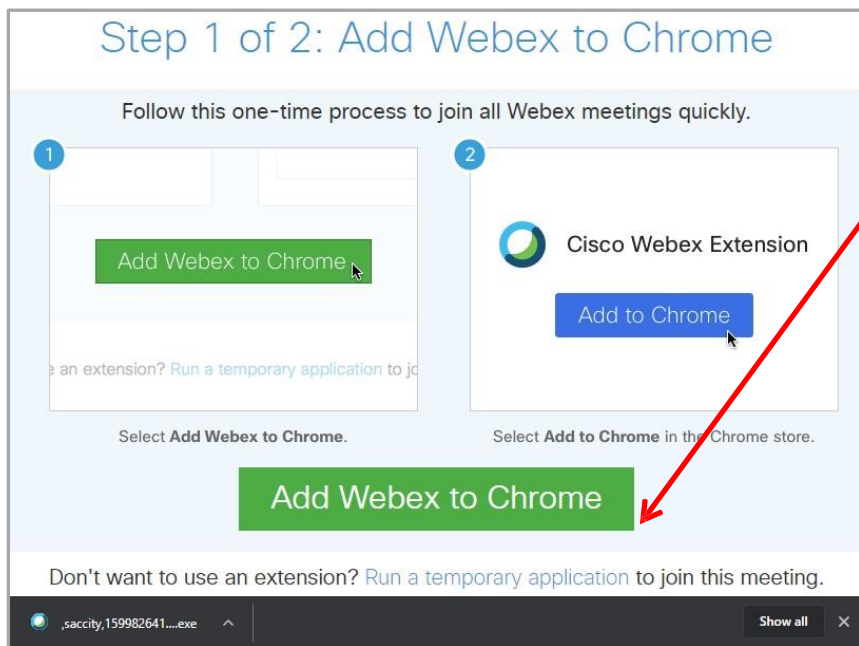 Step 1 of 2: Add Webex to Chrome
Follow this one-time process to join all Webex meetings quickly.
1
Add Webex to Chrome
e an extension? Run a temporary application to jo
Select Add Webex to Chrome.
2
Cisco Webex Extension
Add to Chrome
Select Add to Chrome in the Chrome store.
Add Webex to Chrome
Don't want to use an extension? Run a temporary application to join this meeting.
,saccity,159982641....exe
Show all